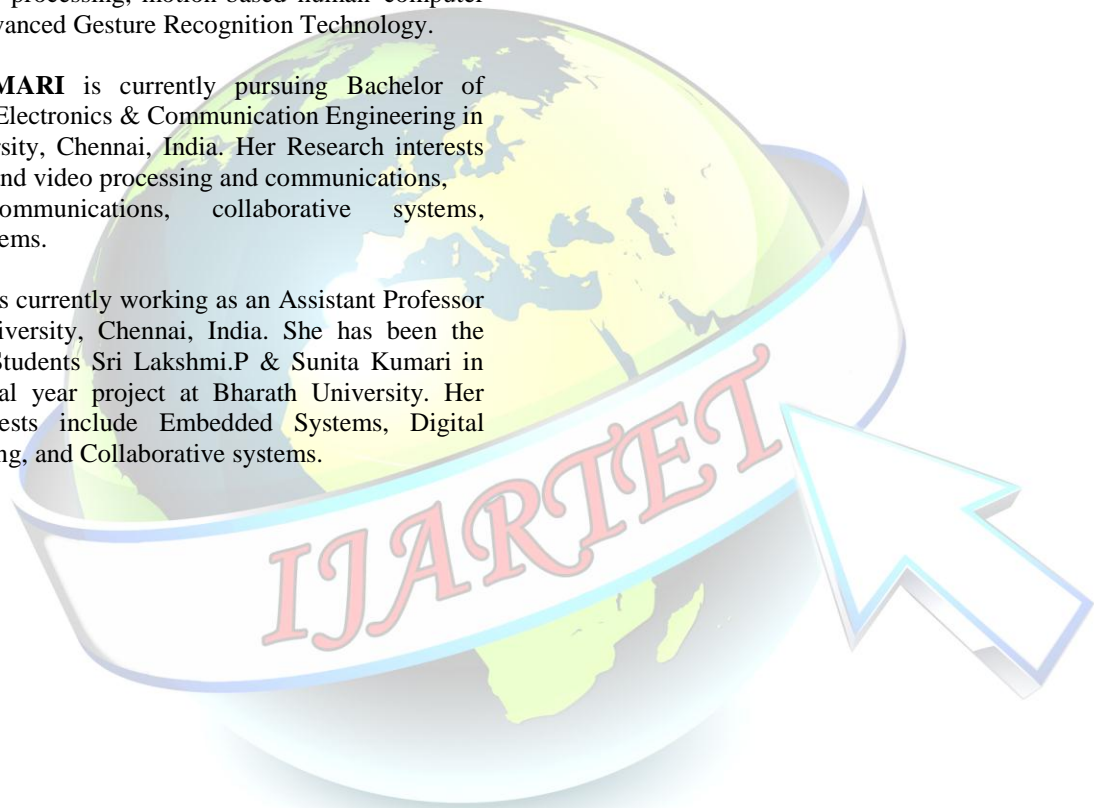 processing, motion-based human–computer
vanced Gesture Recognition Technology.
MARI is currently pursuing Bachelor of
Electronics & Communication Engineering in
rsity, Chennai, India. Her Research interests
nd video processing and communications,
ommunications, collaborative systems,
ems.
s currently working as an Assistant Professor
iversity, Chennai, India. She has been the
Students Sri Lakshmi.P & Sunita Kumari in
al year project at Bharath University. Her
ests include Embedded Systems, Digital
ng, and Collaborative systems.
IJARTET